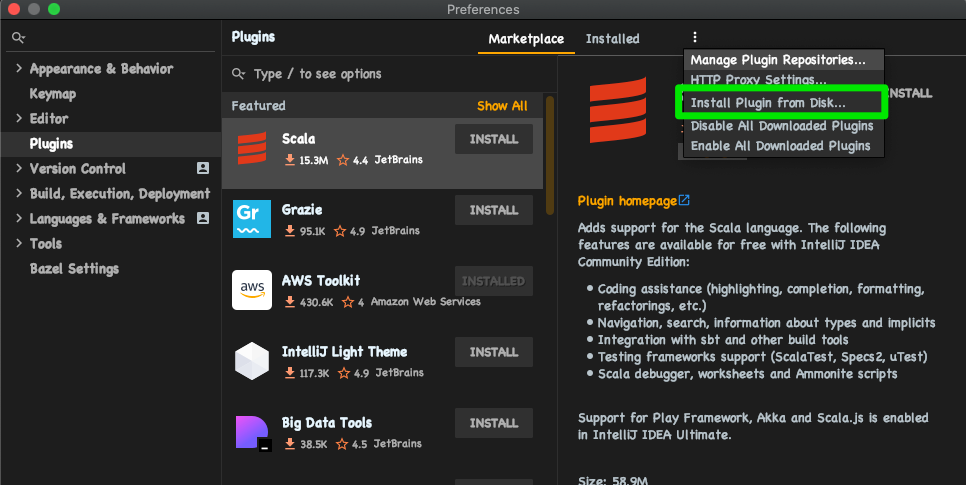 Preferences
Appearance & Behavior
Keymap
Editor
Plugins
Version Control
Build, Execution, Deployment
Languages & Frameworks
Tools
Bazel Settings
Plugins
Marketplace
Installed
Type / to see options
Featured
Show All
Scala
15.3M
4.4
JetBrains
INSTALL
Gr
Grazie
95.1K
4.9
JetBrains
INSTALL
aws
AWS Toolkit
430.6K
4
Amazon Web Services
INSTALLED
IntelliJ Light Theme
117.3K
4.9
JetBrains
INSTALL
Big Data Tools
38.5K
4.5
JetBrains
INSTALL
Manage Plugin Repositories...
HTTP Proxy Settings...
Install Plugin from Disk...
Disable All Downloaded Plugins
Enable All Downloaded Plugins
Plugin homepage
Adds support for the Scala language. The following
features are available for free with IntelliJ IDEA
Community Edition:
• Coding assistance (highlighting, completion, formatting,
refactorings, etc.)
• Navigation, search, information about types and implicits
• Integration with sbt and other build tools
• Testing frameworks support (ScalaTest, Specs2, uTest)
• Scala debugger, worksheets and Ammonite scripts
Support for Play Framework, Akka and Scala.js is enabled
in IntelliJ IDEA Ultimate.
Size: 58.9M